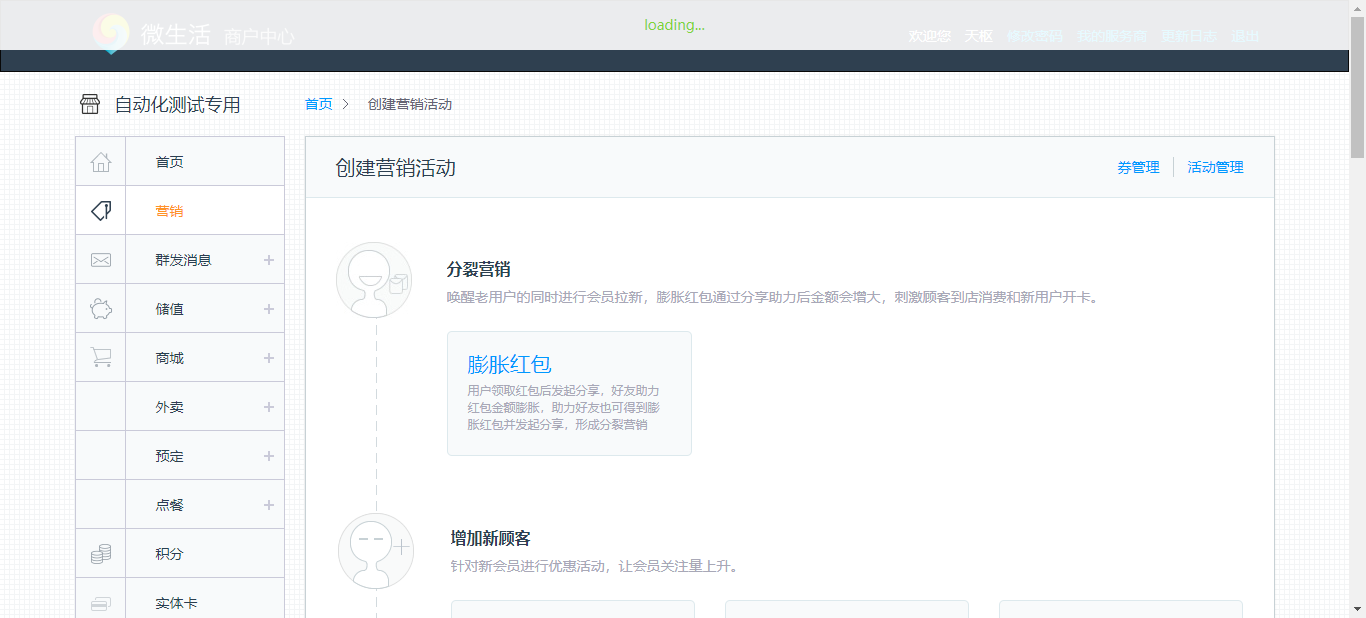 loading...
微生活 商户中心
欢迎您 天枢 修改密码 我的服务商 更新日志 退出
自动化测试专用
首页 > 创建营销活动
首页
营销
群发消息 +
储值 +
商城 +
外卖 +
预定 +
点餐 +
积分
实体卡
创建营销活动
券管理 活动管理
分裂营销
唤醒老用户的同时进行会员拉新，膨胀红包通过分享助力后金额会增大，刺激顾客到店消费和新用户开卡。
膨胀红包
用户领取红包后发起分享，好友助力
红包金额膨胀，助力好友也可得到膨
胀红包并发起分享，形成分裂营销
增加新顾客
针对新会员进行优惠活动，让会员关注量上升。